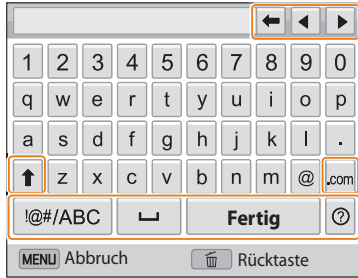 1 2 3 4 5 6 7 8 9 0
q w e r t y u i o p
a s d f g h j k l .
z x c v b n m @ .com
!@#/ABC Fertig ?
MENU Abbruch Rücktaste